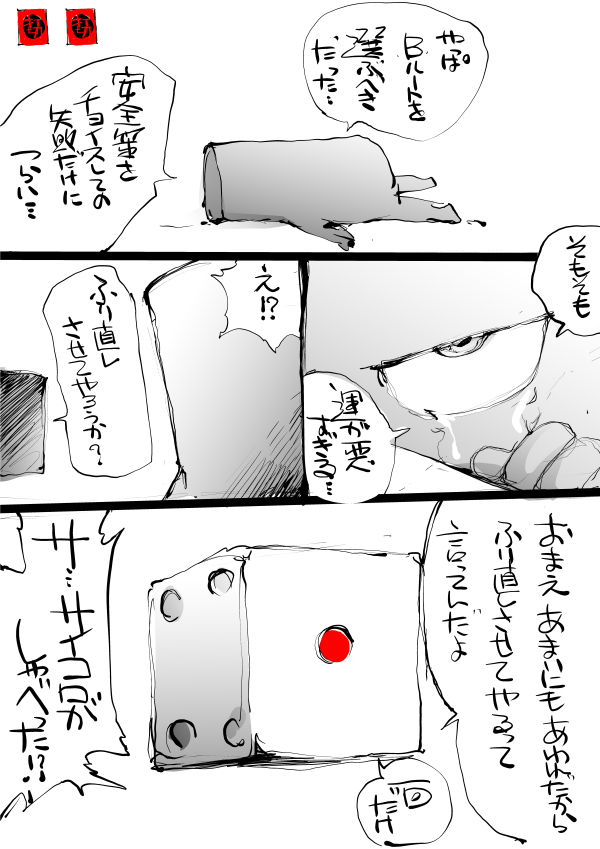 やっぱ
Bルートを
選ぶべき
だった…
安全策を
チョイスしての
失敗だけに
つらい…
そもそも
運が悪
すぎる…
え!?
ふり直し
させてやろうか?
おまえあまりにもあわれだから
ふり直しさせてやるって
言ってんだよ
一回
だけ
サ…サイコロが
しゃべった!?